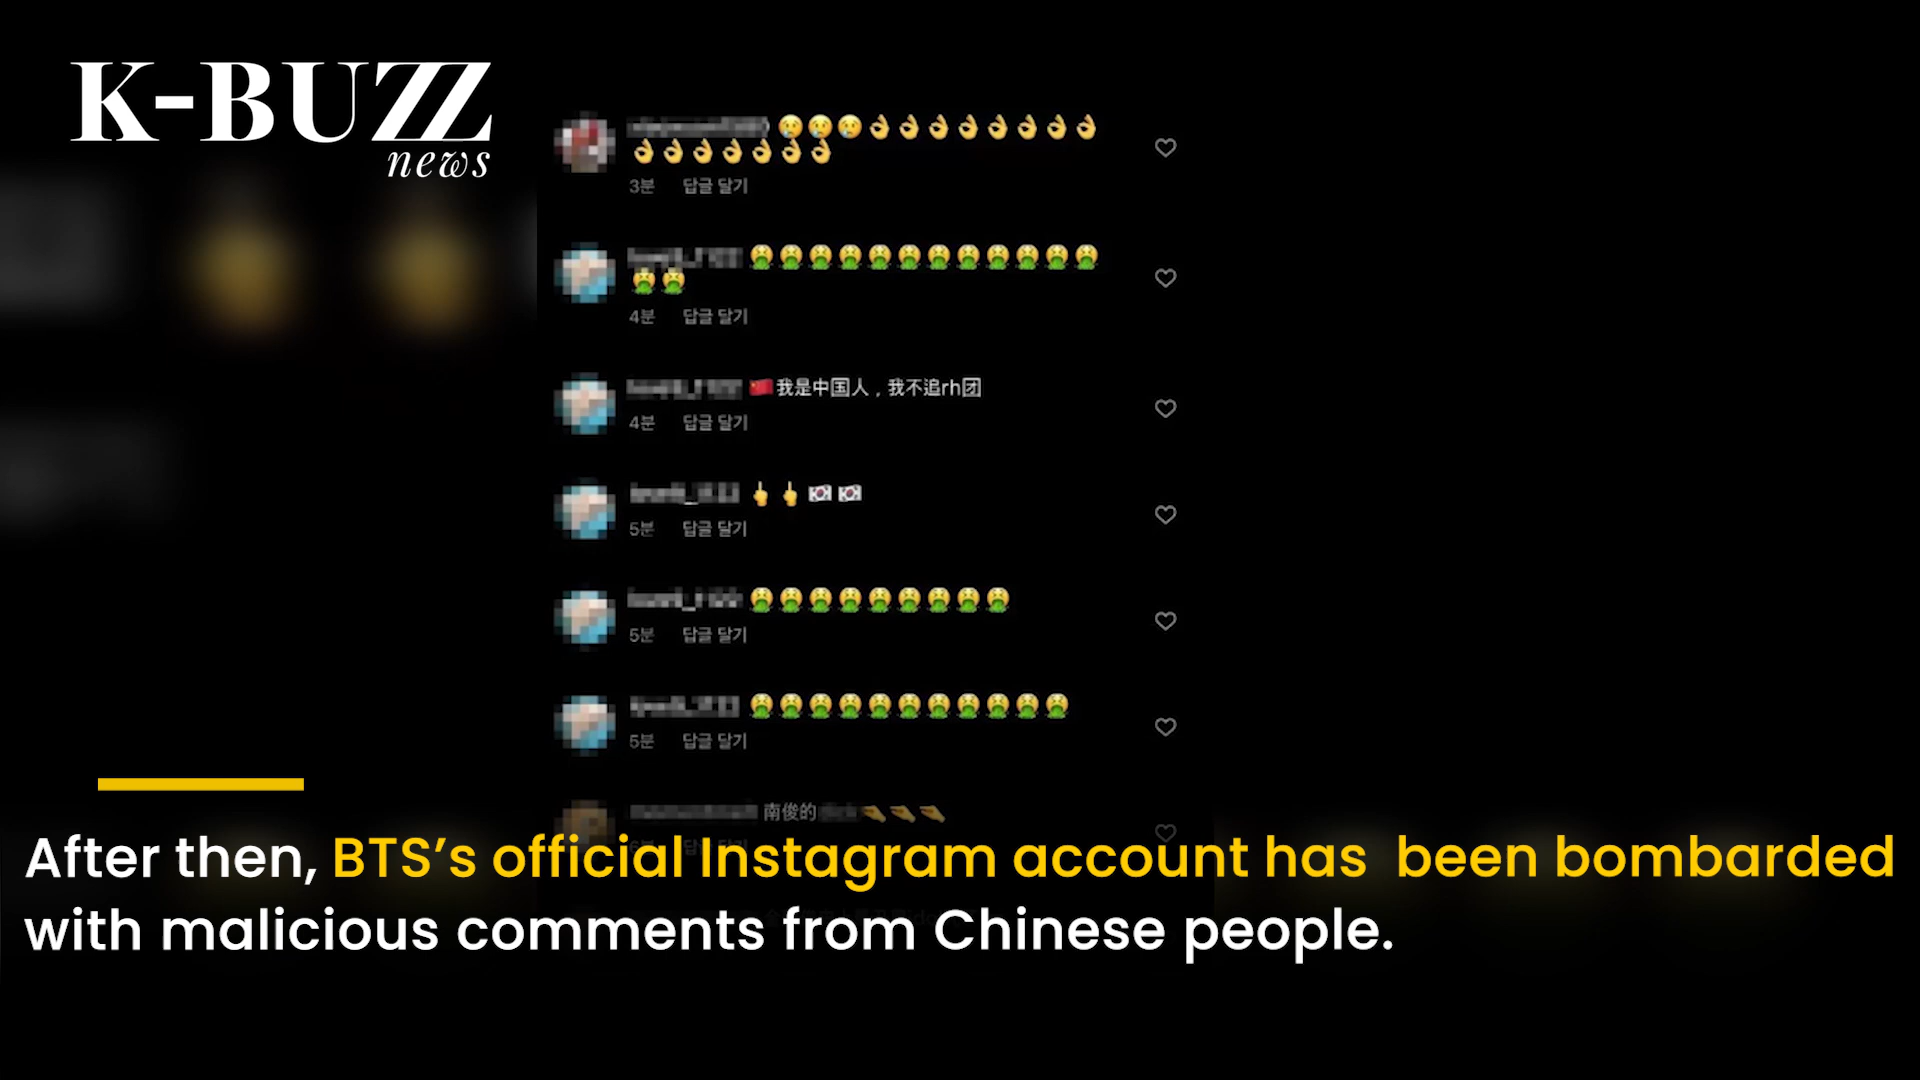 K-BUZZ
news
😢😢😢👌👌👌👌👌👌👌👌
👌👌👌👌👌👌👌
3분 답글 달기
🤮🤮🤮🤮🤮🤮🤮🤮🤮🤮🤮🤮
🤮🤮
4분 답글 달기
🇨🇳我是中国人，我不追rh团
4분 답글 달기
🖕🖕🇰🇷🇰🇷
5분 답글 달기
🤮🤮🤮🤮🤮🤮🤮🤮🤮
5분 답글 달기
🤮🤮🤮🤮🤮🤮🤮🤮🤮🤮🤮
5분 답글 달기
南俊的
After then, BTS’s official Instagram account has been bombarded
with malicious comments from Chinese people.